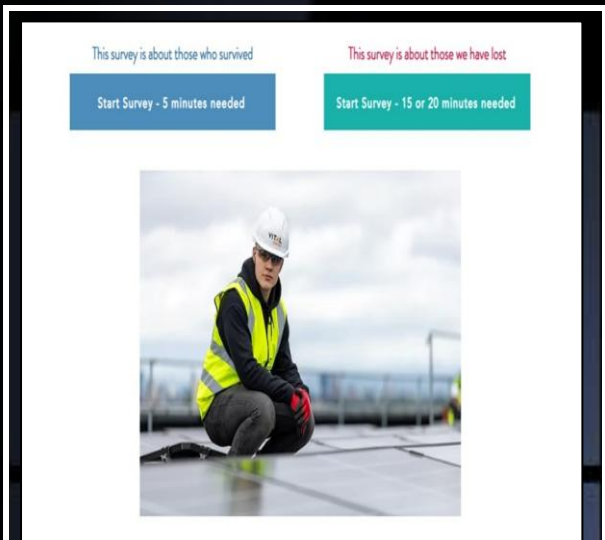 This survey is about those who survived
This survey is about those we have lost
Start Survey - 5 minutes needed
Start Survey - 15 or 20 minutes needed